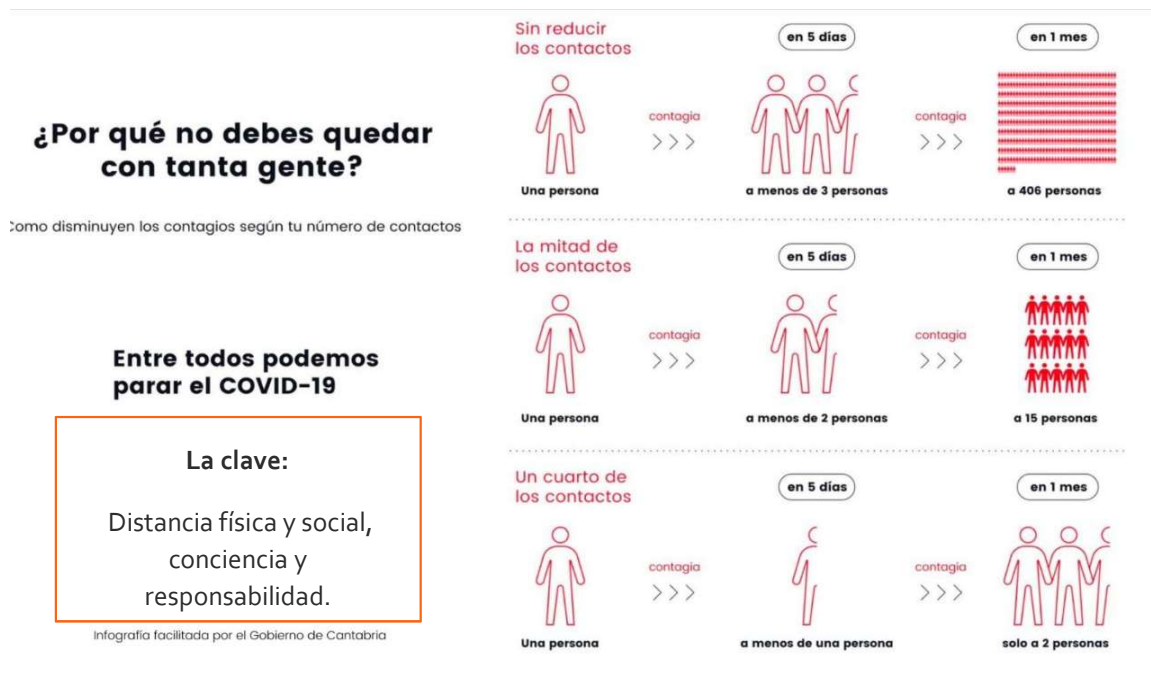 ¿Por qué no debes quedar
con tanta gente?
Como disminuyen los contagios según tu número de contactos
Entre todos podemos
parar el COVID-19
La clave:
Distancia física y social,
conciencia y
responsabilidad.
Infografía facilitada por el Gobierno de Cantabria
Sin reducir
los contactos
en 5 días
en 1 mes
contagia
>>>
contagia
>>>
Una persona
a menos de 3 personas
a 406 personas
La mitad de
los contactos
en 5 días
en 1 mes
contagia
>>>
contagia
>>>
Una persona
a menos de 2 personas
a 15 personas
Un cuarto de
los contactos
en 5 días
en 1 mes
contagia
>>>
contagia
>>>
Una persona
a menos de una persona
solo a 2 personas